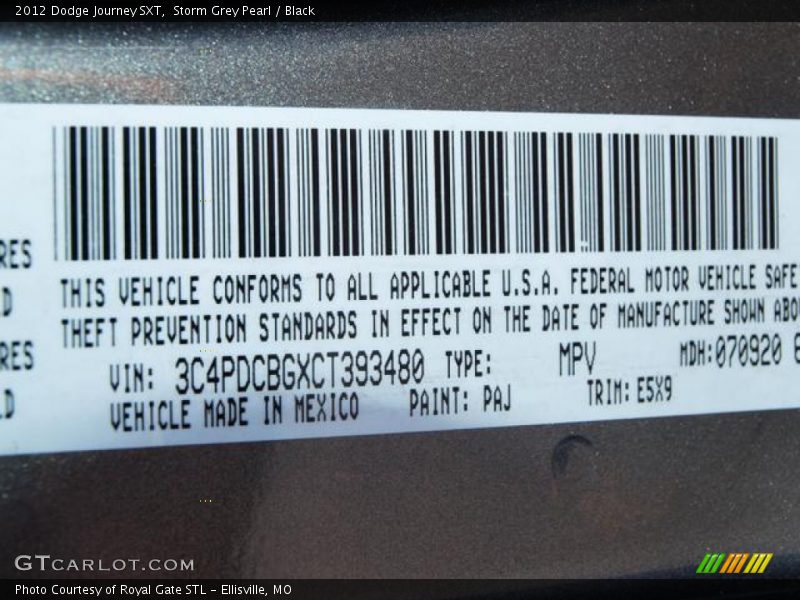 2012 Dodge Journey SXT, Storm Grey Pearl / Black
RES
D
RES
D
THIS VEHICLE CONFORMS TO ALL APPLICABLE U.S.A. FEDERAL MOTOR VEHICLE SAFE
THEFT PREVENTION STANDARDS IN EFFECT ON THE DATE OF MANUFACTURE SHOWN ABO
VIN: 3C4PDCBGXCT393480 TYPE: MPV MDH:070920
VEHICLE MADE IN MEXICO PAINT: PAJ TRIM: E5X9
GTCARLOT.COM
Photo Courtesy of Royal Gate STL - Ellisville, MO